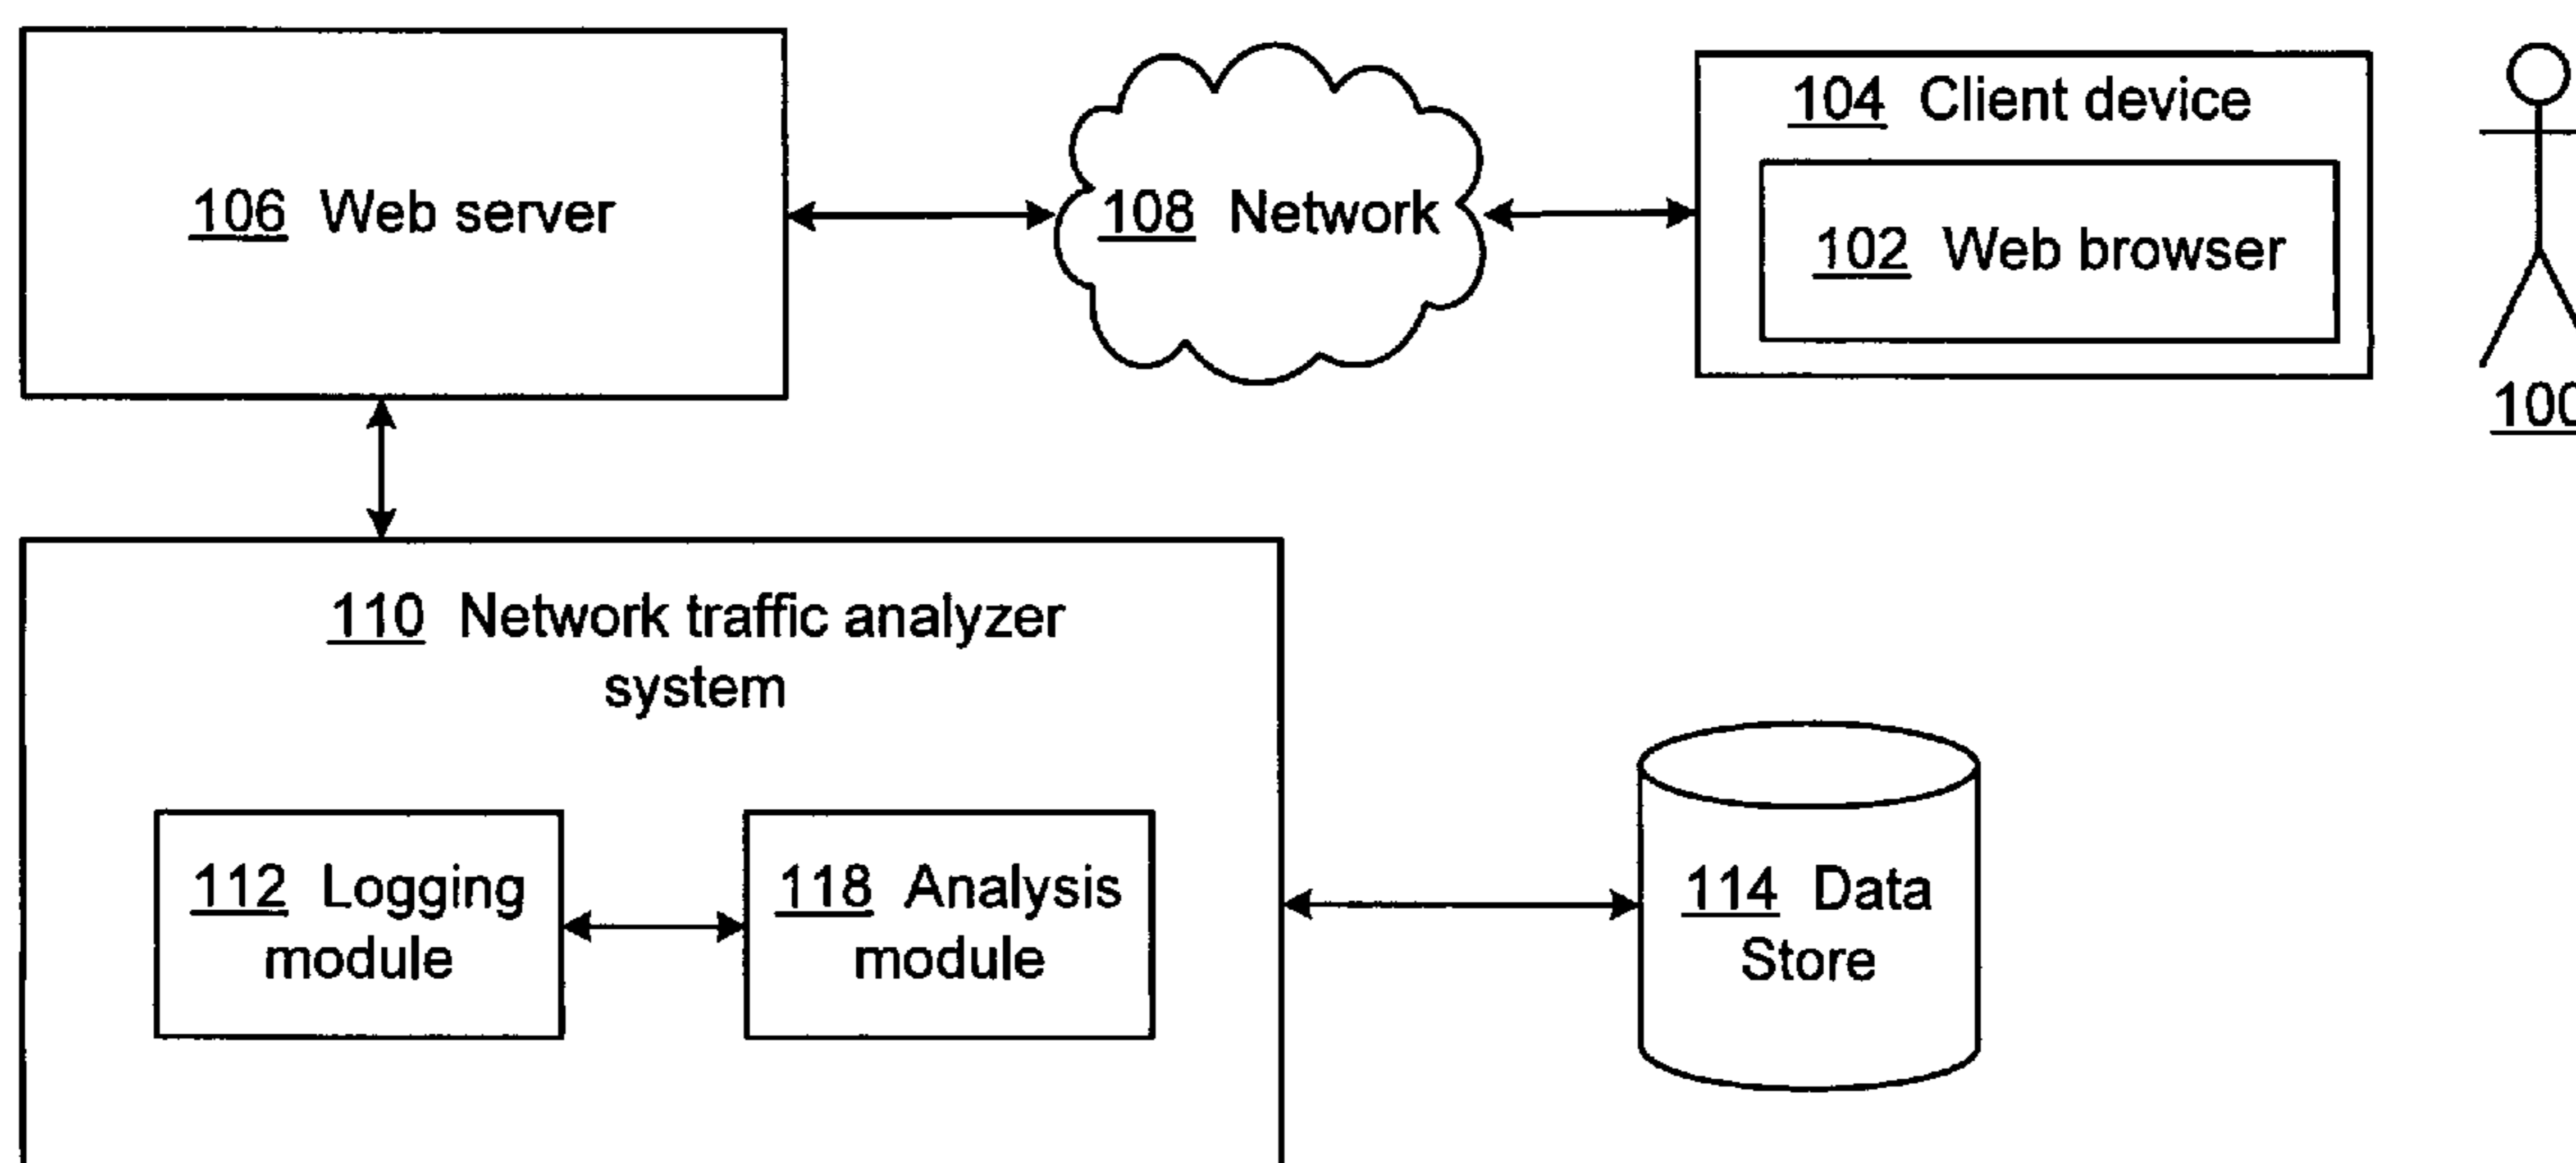 106 Web server
108 Network
104 Client device
102 Web browser
100
110 Network traffic analyzer
system
112 Logging
module
118 Analysis
module
114 Data
Store